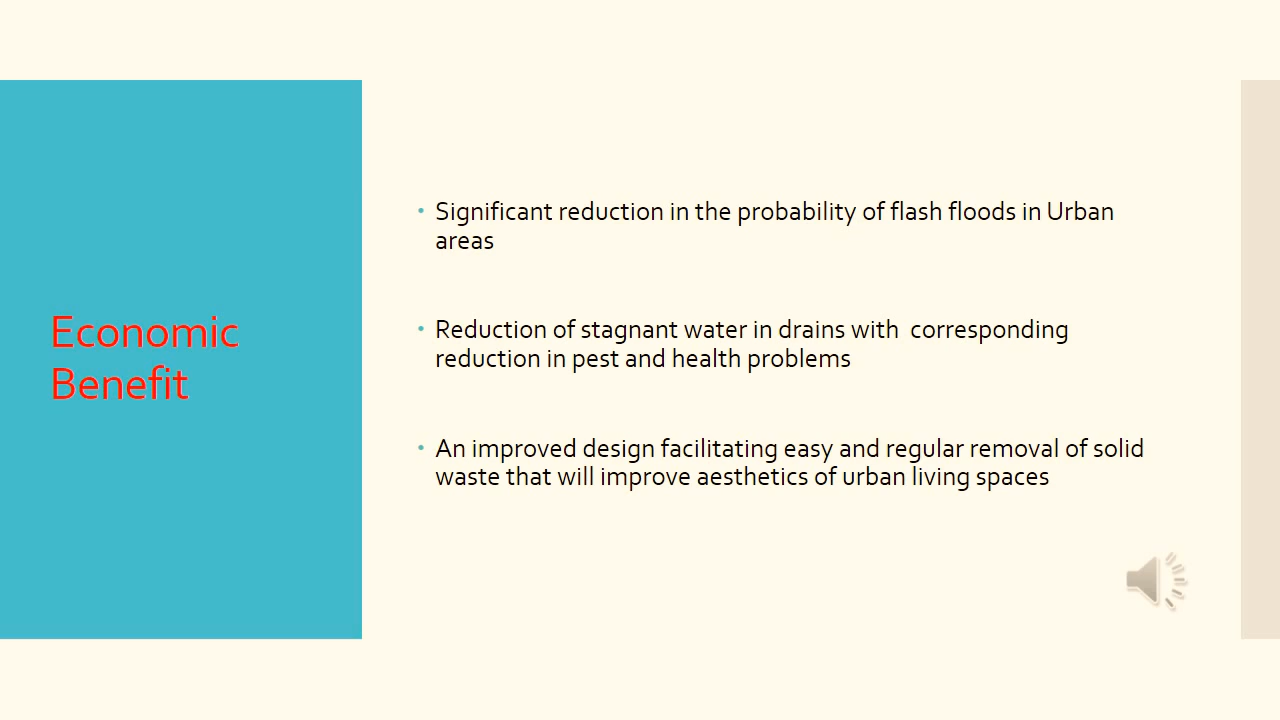 Economic
Benefit
• Significant reduction in the probability of flash floods in Urban
areas
• Reduction of stagnant water in drains with  corresponding
reduction in pest and health problems
• An improved design facilitating easy and regular removal of solid
waste that will improve aesthetics of urban living spaces